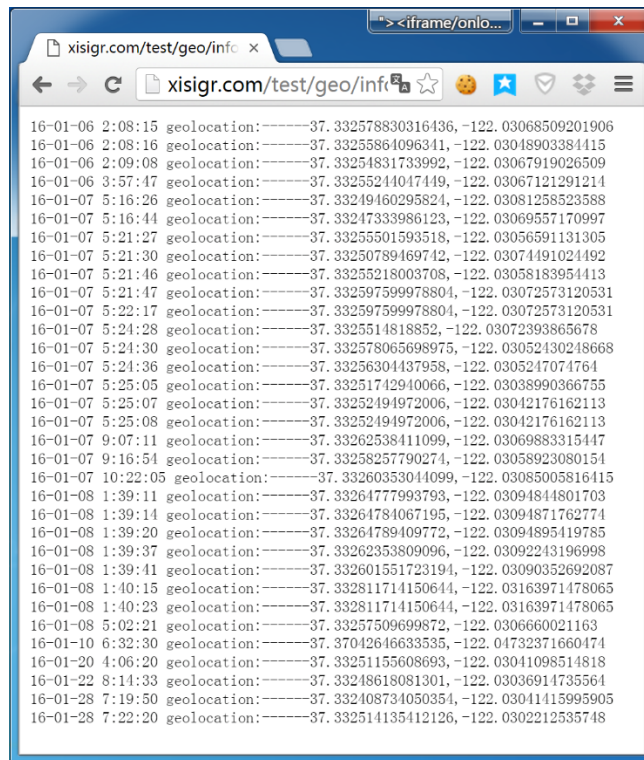 "><iframe/onlo...
xisigr.com/test/geo/info
xisigr.com/test/geo/info
16-01-06 2:08:15 geolocation:------37.332578830316436,-122.03068509201906
16-01-06 2:08:16 geolocation:------37.33255864096341,-122.03048903384415
16-01-06 2:09:08 geolocation:------37.33254831733992,-122.03067919026509
16-01-06 3:57:47 geolocation:------37.33255244047449,-122.03067121291214
16-01-07 5:16:26 geolocation:------37.33249460295824,-122.03081258523588
16-01-07 5:16:44 geolocation:------37.33247333986123,-122.03069557170997
16-01-07 5:21:27 geolocation:------37.33255501593518,-122.03056591131305
16-01-07 5:21:30 geolocation:------37.33250789469742,-122.03074491024492
16-01-07 5:21:46 geolocation:------37.33255218003708,-122.03058183954413
16-01-07 5:21:47 geolocation:------37.332597599978804,-122.03072573120531
16-01-07 5:22:17 geolocation:------37.332597599978804,-122.03072573120531
16-01-07 5:24:28 geolocation:------37.3325514818852,-122.03072393865678
16-01-07 5:24:30 geolocation:------37.332578065698975,-122.03052430248668
16-01-07 5:24:36 geolocation:------37.33256304437958,-122.0305247074764
16-01-07 5:25:05 geolocation:------37.33251742940066,-122.03038990366755
16-01-07 5:25:07 geolocation:------37.33252494972006,-122.03042176162113
16-01-07 5:25:08 geolocation:------37.33252494972006,-122.03042176162113
16-01-07 9:07:11 geolocation:------37.33262538411099,-122.03069883315447
16-01-07 9:16:54 geolocation:------37.33258257790274,-122.03058923080154
16-01-07 10:22:05 geolocation:------37.33260353044099,-122.03085005816415
16-01-08 1:39:11 geolocation:------37.33264777993793,-122.03094844801703
16-01-08 1:39:14 geolocation:------37.33264784067195,-122.03094871762774
16-01-08 1:39:20 geolocation:------37.33264789409772,-122.03094895419785
16-01-08 1:39:37 geolocation:------37.33262353809096,-122.03092243196998
16-01-08 1:39:41 geolocation:------37.332601551723194,-122.03090352692087
16-01-08 1:40:15 geolocation:------37.332811714150644,-122.03163971478065
16-01-08 1:40:23 geolocation:------37.332811714150644,-122.03163971478065
16-01-08 5:02:21 geolocation:------37.33257509699872,-122.0306660021163
16-01-10 6:32:30 geolocation:------37.37042646633535,-122.04732371660474
16-01-20 4:06:20 geolocation:------37.33251155608693,-122.03041098514818
16-01-22 8:14:33 geolocation:------37.33248618081301,-122.03036914735564
16-01-28 7:19:50 geolocation:------37.332408734050354,-122.03041415995905
16-01-28 7:22:20 geolocation:------37.332514135412126,-122.0302212535748